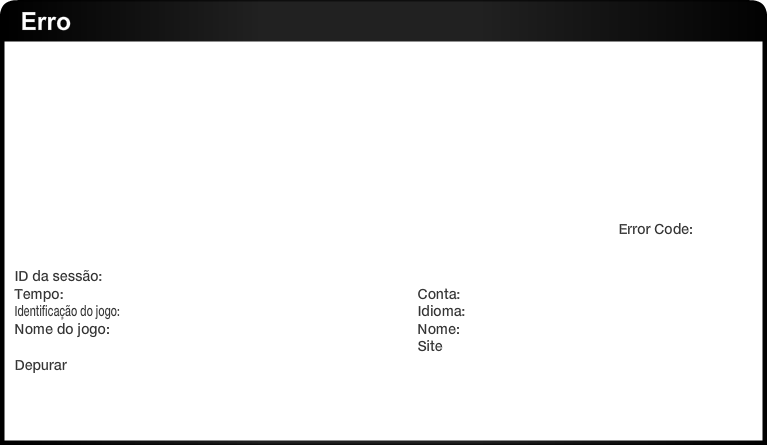 Erro
Error Code:
ID da sessão:
Tempo:
Conta:
Identificação do jogo:
Idioma:
Nome do jogo:
Nome:
Site
Depurar